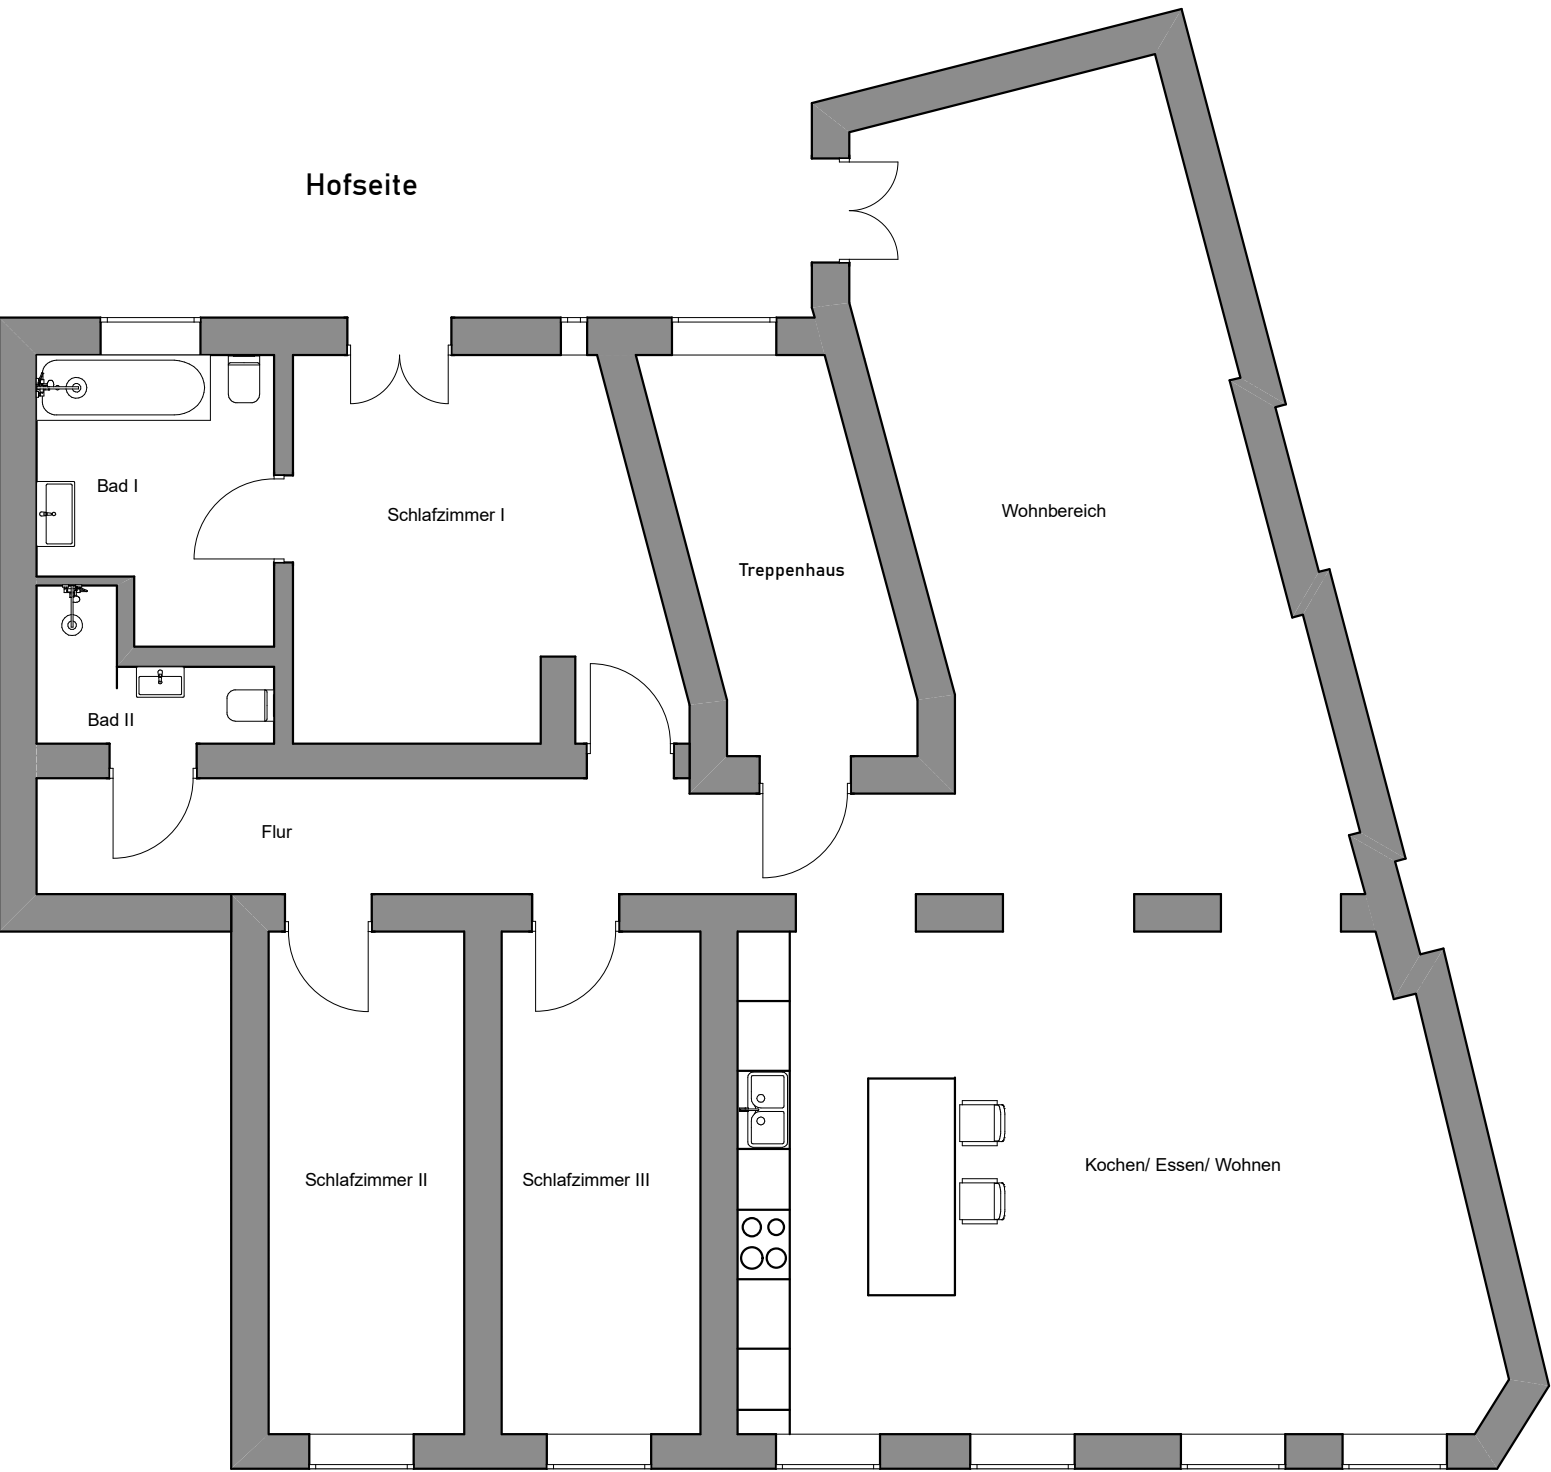 Hofseite
Bad I
Schlafzimmer I
Wohnbereich
Treppenhaus
Bad II
Flur
Schlafzimmer II
Schlafzimmer III
Kochen/ Essen/ Wohnen